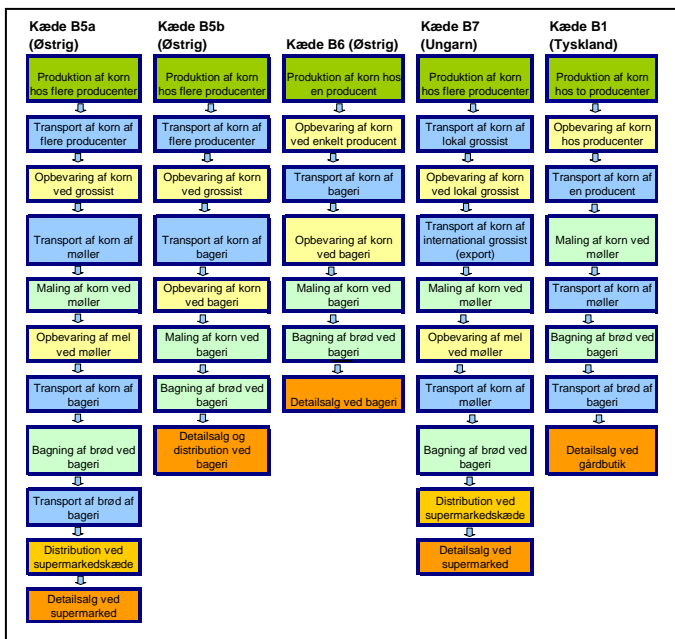 Kæde B5a
(Østrig)
Produktion af korn
hos flere producenter
Transport af korn af
flere producenter
Opbevaring af korn
ved grossist
Transport af korn af
møller
Maling af korn ved
møller
Opbevaring af mel
ved møller
Transport af korn af
bageri
Bagning af brød ved
bageri
Transport af brød af
bageri
Distribution ved
supermarkedskæde
Detailsalg ved
supermarked
Kæde B5b
(Østrig)
Produktion af korn
hos flere producenter
Transport af korn af
flere producenter
Opbevaring af korn
ved grossist
Transport af korn af
bageri
Opbevaring af korn
ved bageri
Maling af korn ved
bageri
Bagning af brød ved
bageri
Detailsalg og
distribution ved
bageri
Kæde B6 (Østrig)
Produktion af korn hos
en producent
Opbevaring af korn
ved enkelt producent
Transport af korn af
bageri
Opbevaring af korn
ved bageri
Maling af korn ved
bageri
Bagning af brød ved
bageri
Detailsalg ved bageri
Kæde B7
(Ungarn)
Produktion af korn
hos flere producenter
Transport af korn af
lokal grossist
Opbevaring af korn
ved lokal grossist
Transport af korn af
international grossist
(export)
Maling af korn ved
møller
Opbevaring af mel
ved møller
Transport af korn af
møller
Bagning af brød ved
bageri
Distribution ved
supermarkedskæde
Detailsalg ved
supermarked
Kæde B1
(Tyskland)
Produktion af korn
hos to producenter
Opbevaring af korn
hos producenter
Transport af korn af
en producent
Maling af korn ved
møller
Transport af korn af
møller
Bagning af brød ved
bageri
Transport af brød af
bageri
Detailsalg ved
gårdbutik